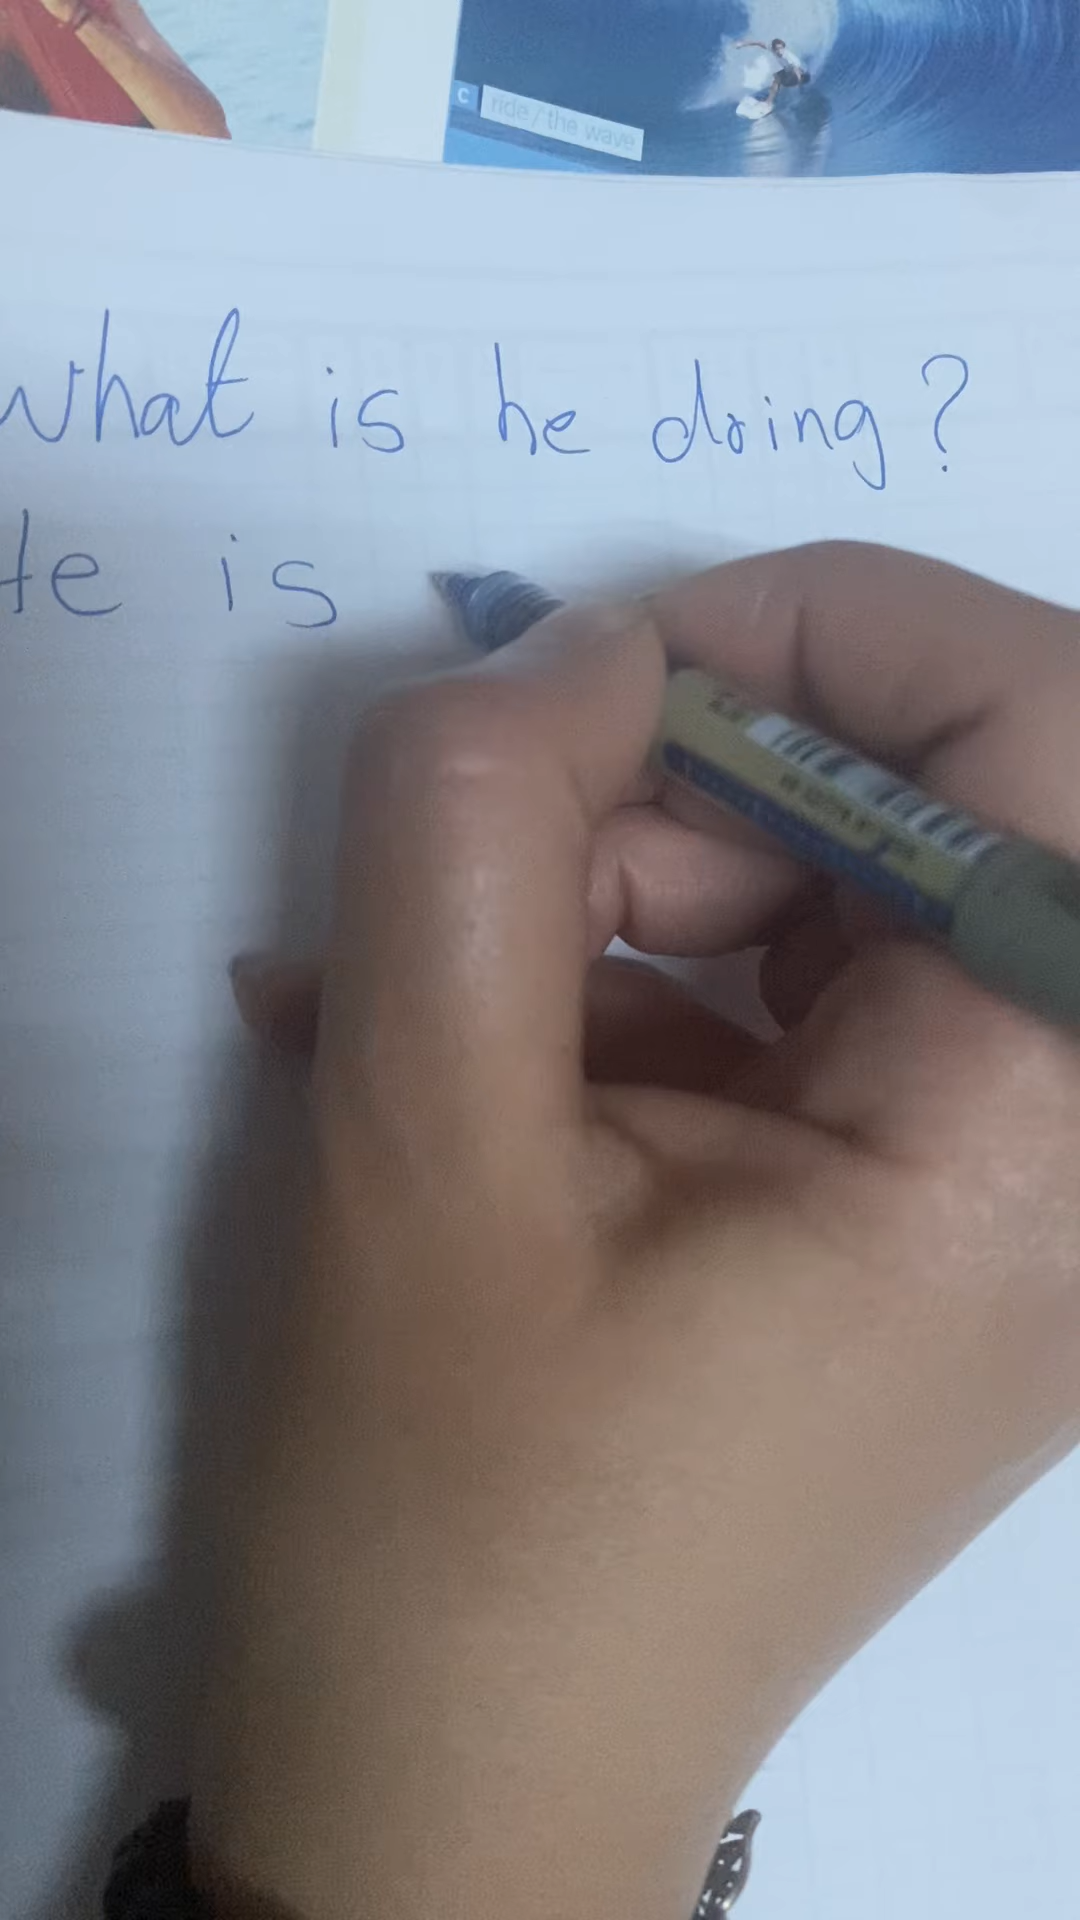 C ride / the wave
What is he doing?
He is